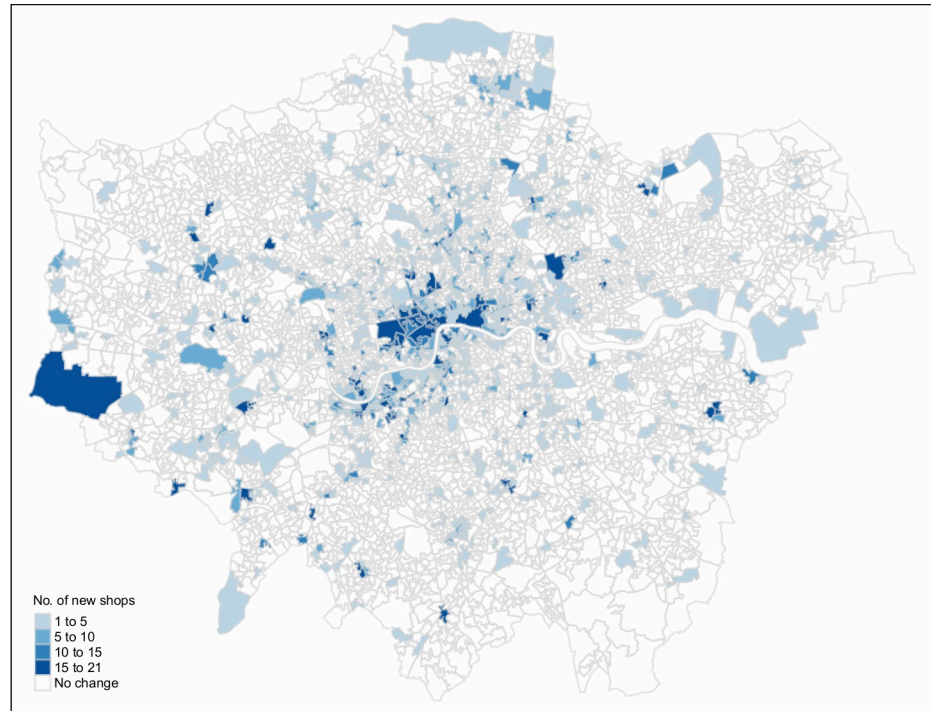 No. of new shops
1 to 5
5 to 10
10 to 15
15 to 21
No change